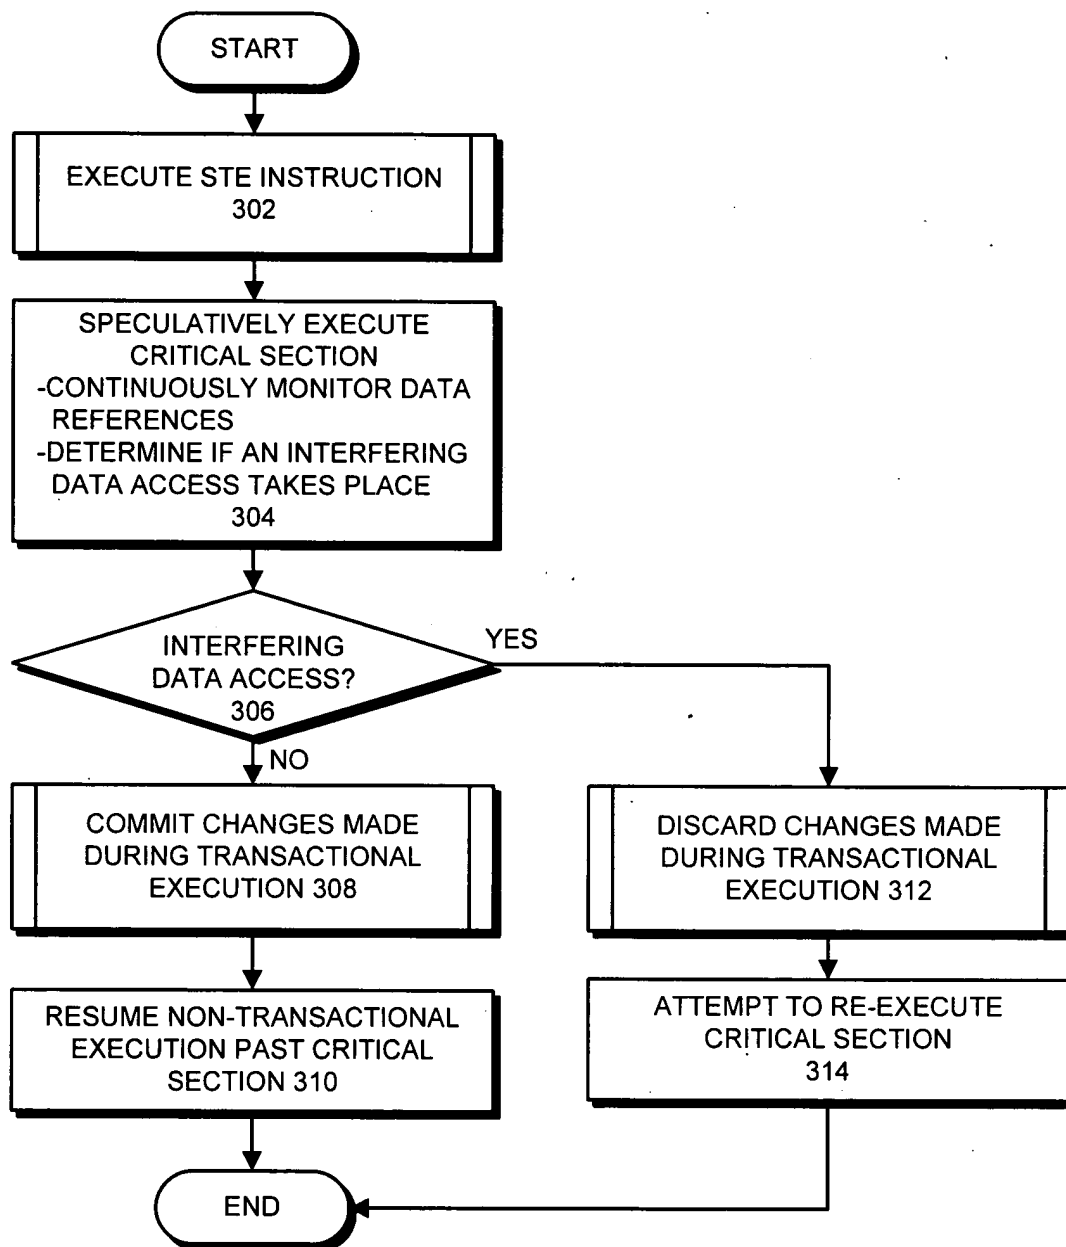 START
EXECUTE STE INSTRUCTION
302
SPECULATIVELY EXECUTE
CRITICAL SECTION
-CONTINUOUSLY MONITOR DATA
REFERENCES
-DETERMINE IF AN INTERFERING
DATA ACCESS TAKES PLACE
304
INTERFERING
DATA ACCESS?
306
YES
NO
COMMIT CHANGES MADE
DURING TRANSACTIONAL
EXECUTION 308
DISCARD CHANGES MADE
DURING TRANSACTIONAL
EXECUTION 312
RESUME NON-TRANSACTIONAL
EXECUTION PAST CRITICAL
SECTION 310
ATTEMPT TO RE-EXECUTE
CRITICAL SECTION
314
END